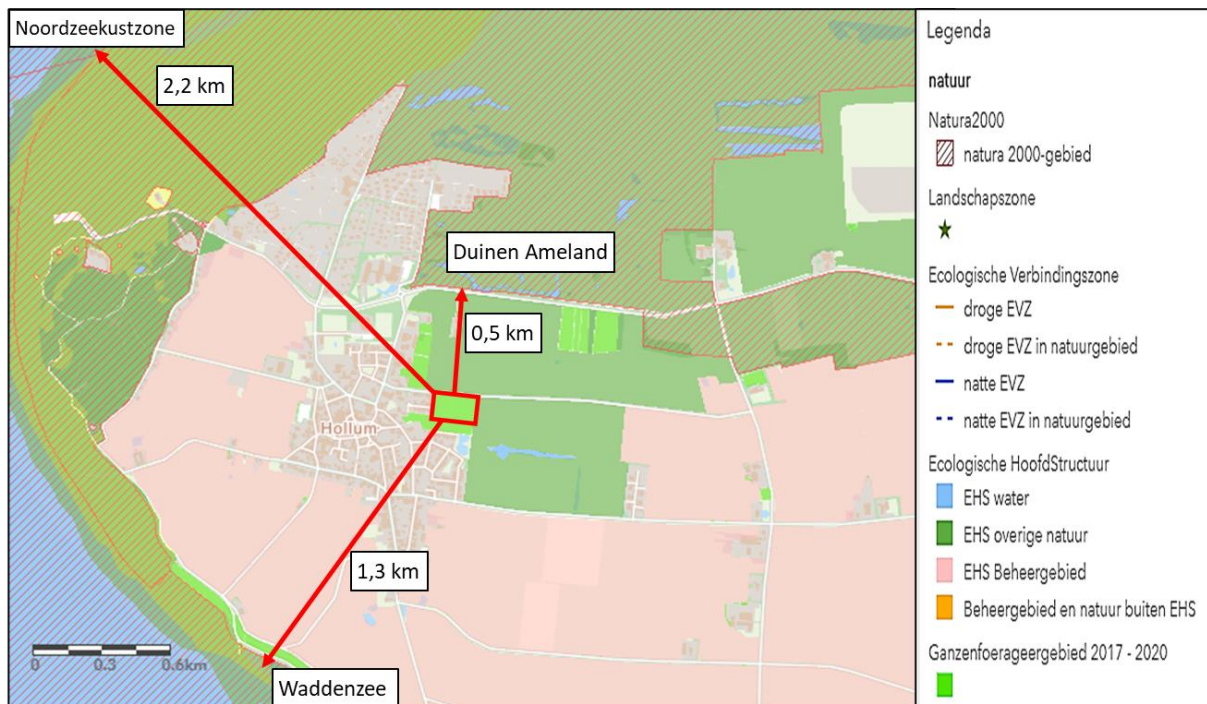 Noordzeekustzone
2,2 km
Duinen Ameland
0,5 km
Hollum
1,3 km
0 0.3 0.6km
Waddenzee
Legenda
natuur
Natura2000
natura 2000-gebied
Landschapszone
Ecologische Verbindingszone
droge EVZ
droge EVZ in natuurgebied
natte EVZ
natte EVZ in natuurgebied
Ecologische HoofdStructuur
EHS water
EHS overige natuur
EHS Beheergebied
Beheergebied en natuur buiten EHS
Ganzenfoerageergebied 2017 - 2020